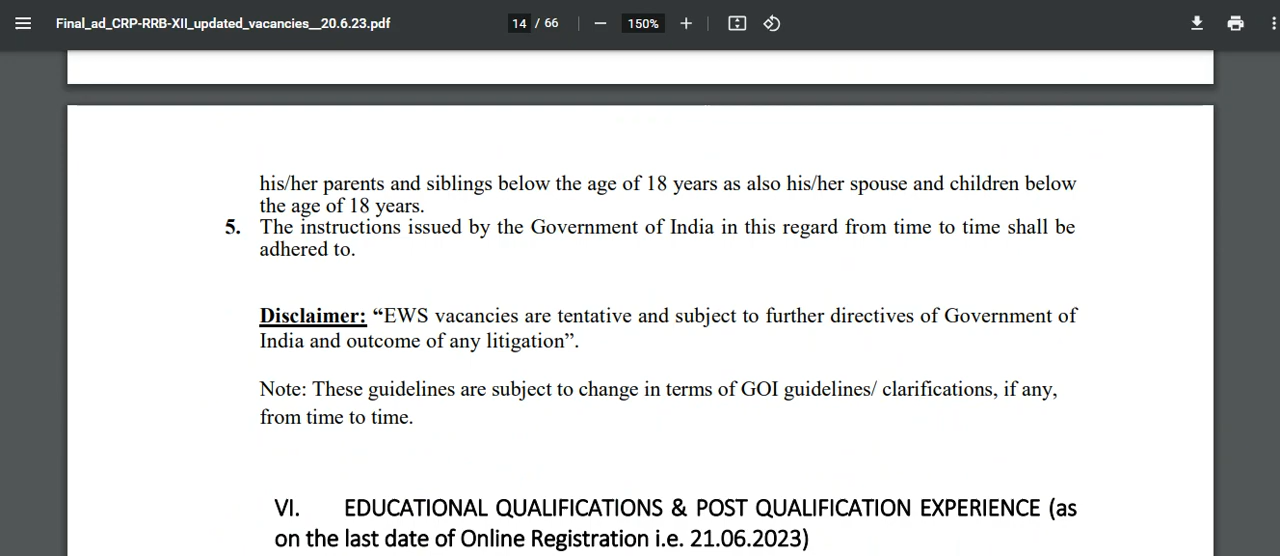 Final_ad_CRP-RRB-XII_updated_vacancies__20.6.23.pdf 14 / 66 150%
his/her parents and siblings below the age of 18 years as also his/her spouse and children below
the age of 18 years.
5. The instructions issued by the Government of India in this regard from time to time shall be
adhered to.
Disclaimer: “EWS vacancies are tentative and subject to further directives of Government of
India and outcome of any litigation”.
Note: These guidelines are subject to change in terms of GOI guidelines/ clarifications, if any,
from time to time.
VI. EDUCATIONAL QUALIFICATIONS & POST QUALIFICATION EXPERIENCE (as
on the last date of Online Registration i.e. 21.06.2023)